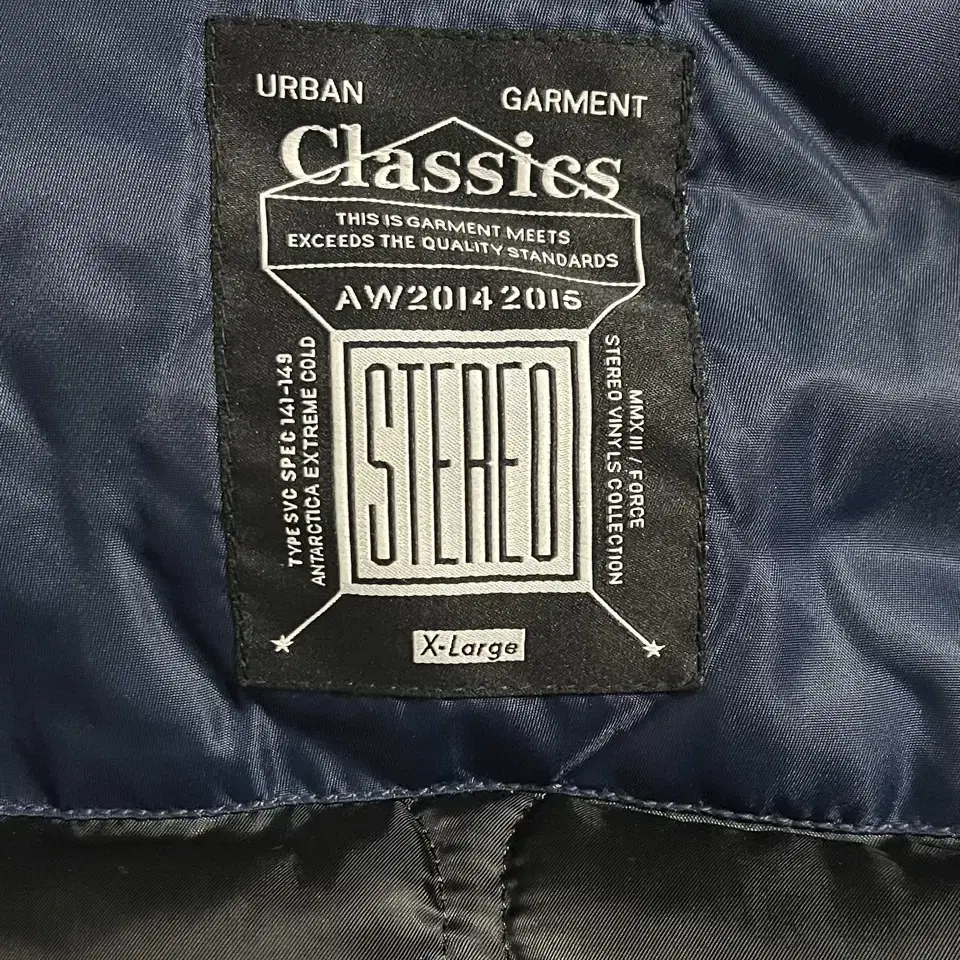 URBAN GARMENT
Classics
THIS IS GARMENT MEETS
EXCEEDS THE QUALITY STANDARDS
AW2014 2015
TYPE SVC SPEC 141-149
ANTARCTICA EXTREME COLD
STEREO
MMXIII / FORCE
STEREO VINYLS COLLECTION
X-Large